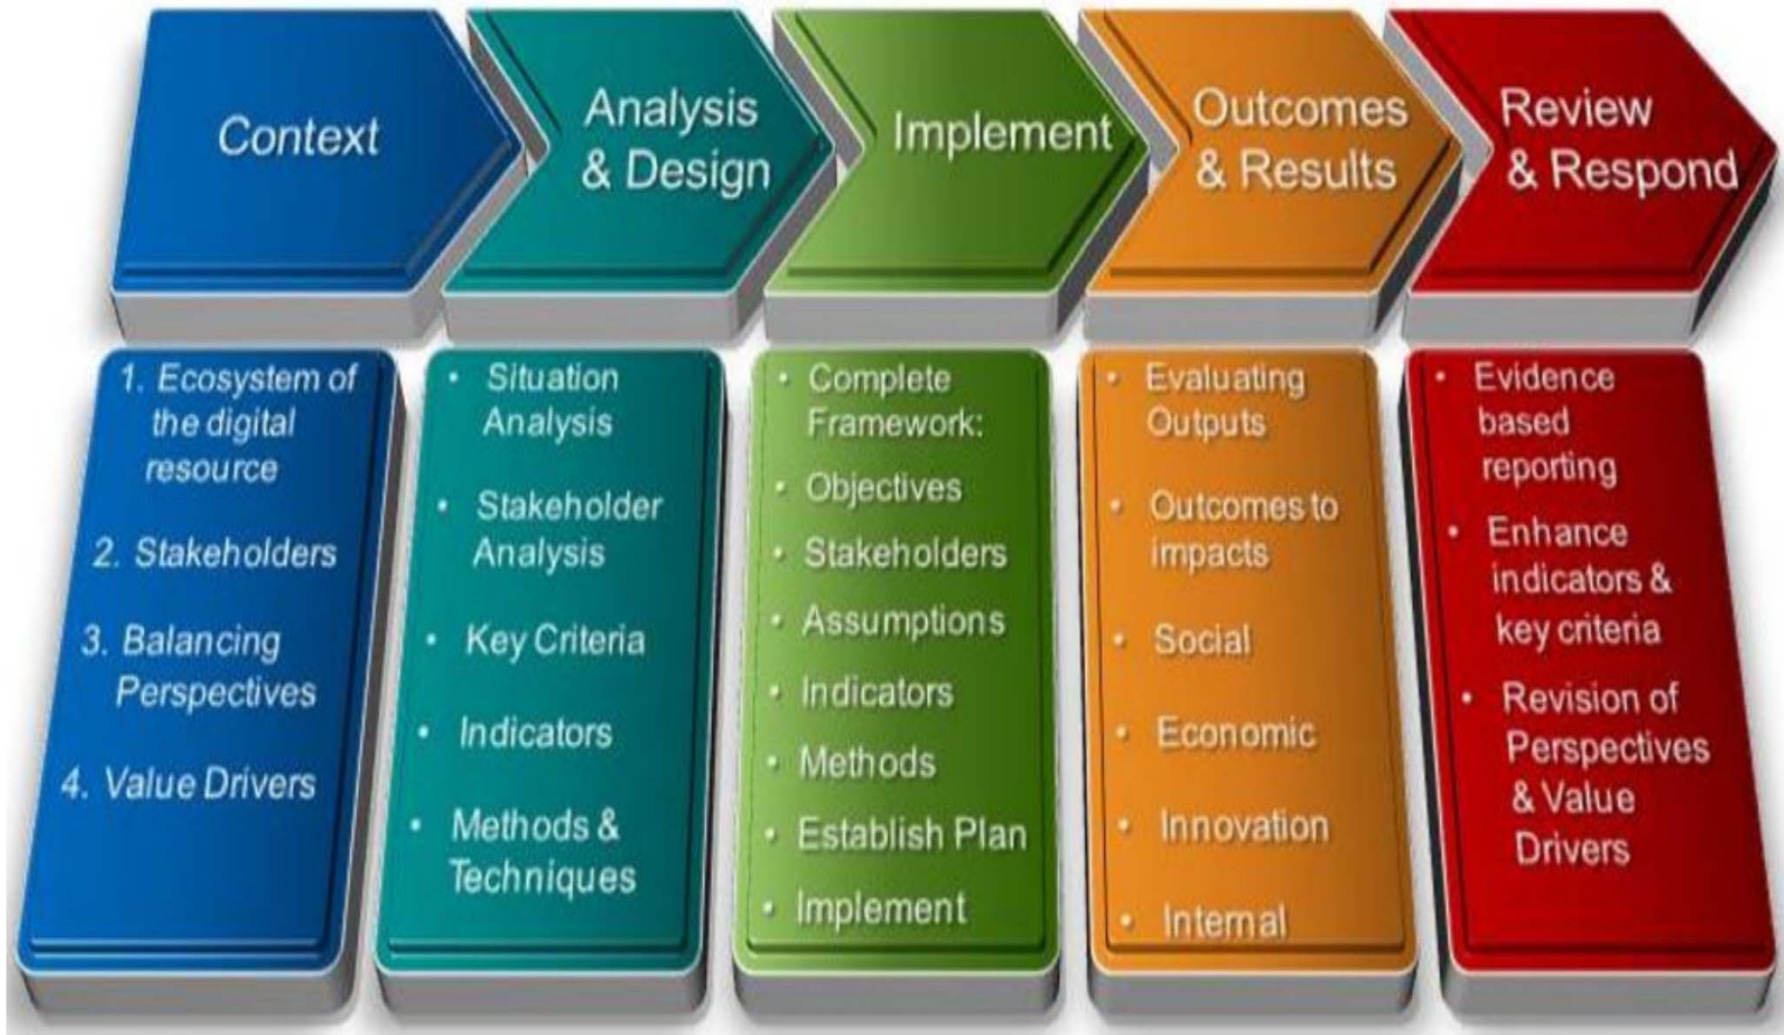 Context
Analysis
& Design
Implement
Outcomes
& Results
Review
& Respond
1. Ecosystem of
the digital
resource
2. Stakeholders
3. Balancing
Perspectives
4. Value Drivers
• Situation
Analysis
• Stakeholder
Analysis
• Key Criteria
• Indicators
• Methods &
Techniques
• Complete
Framework:
• Objectives
• Stakeholders
• Assumptions
• Indicators
• Methods
• Establish Plan
• Implement
• Evaluating
Outputs
• Outcomes to
impacts
• Social
• Economic
• Innovation
• Internal
• Evidence
based
reporting
• Enhance
indicators &
key criteria
• Revision of
Perspectives
& Value
Drivers